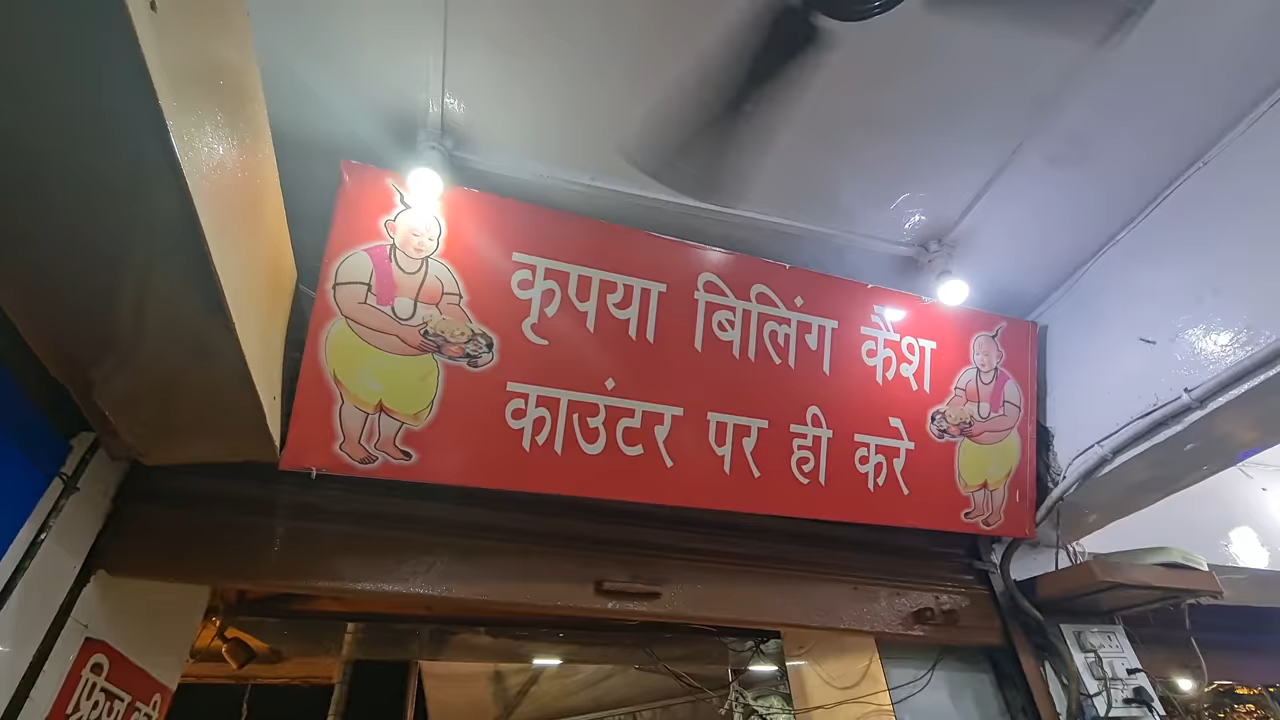 कृपया बिलिंग कैश
काउंटर पर ही करे
फ्रिज की